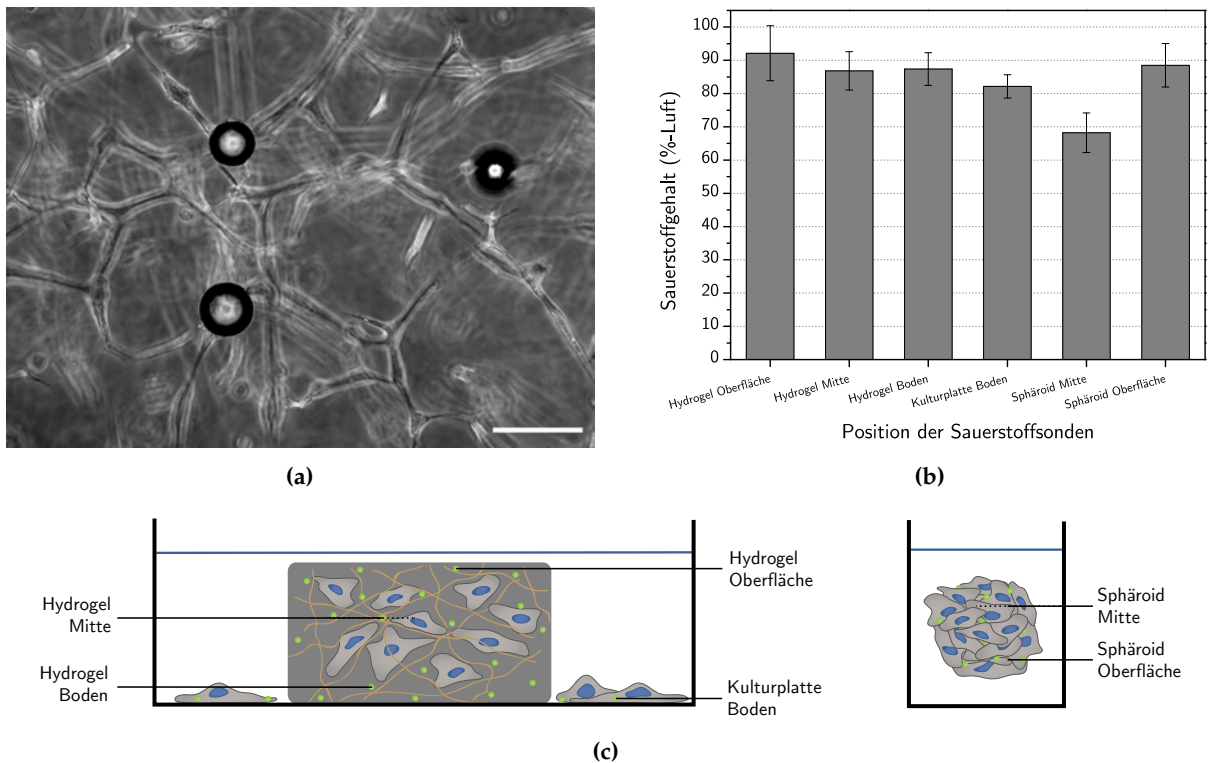 105
100
90
80
70
60
50
40
30
20
10
0
Sauerstoffgehalt (%-Luft)
Hydrogel Oberfläche
Hydrogel Mitte
Hydrogel Boden
Kulturplatte Boden
Sphäroid Mitte
Sphäroid Oberfläche
Position der Sauerstoffsonden
(a)
(b)
Hydrogel
Oberfläche
Hydrogel
Mitte
Hydrogel
Boden
Kulturplatte
Boden
Sphäroid
Mitte
Sphäroid
Oberfläche
(c)